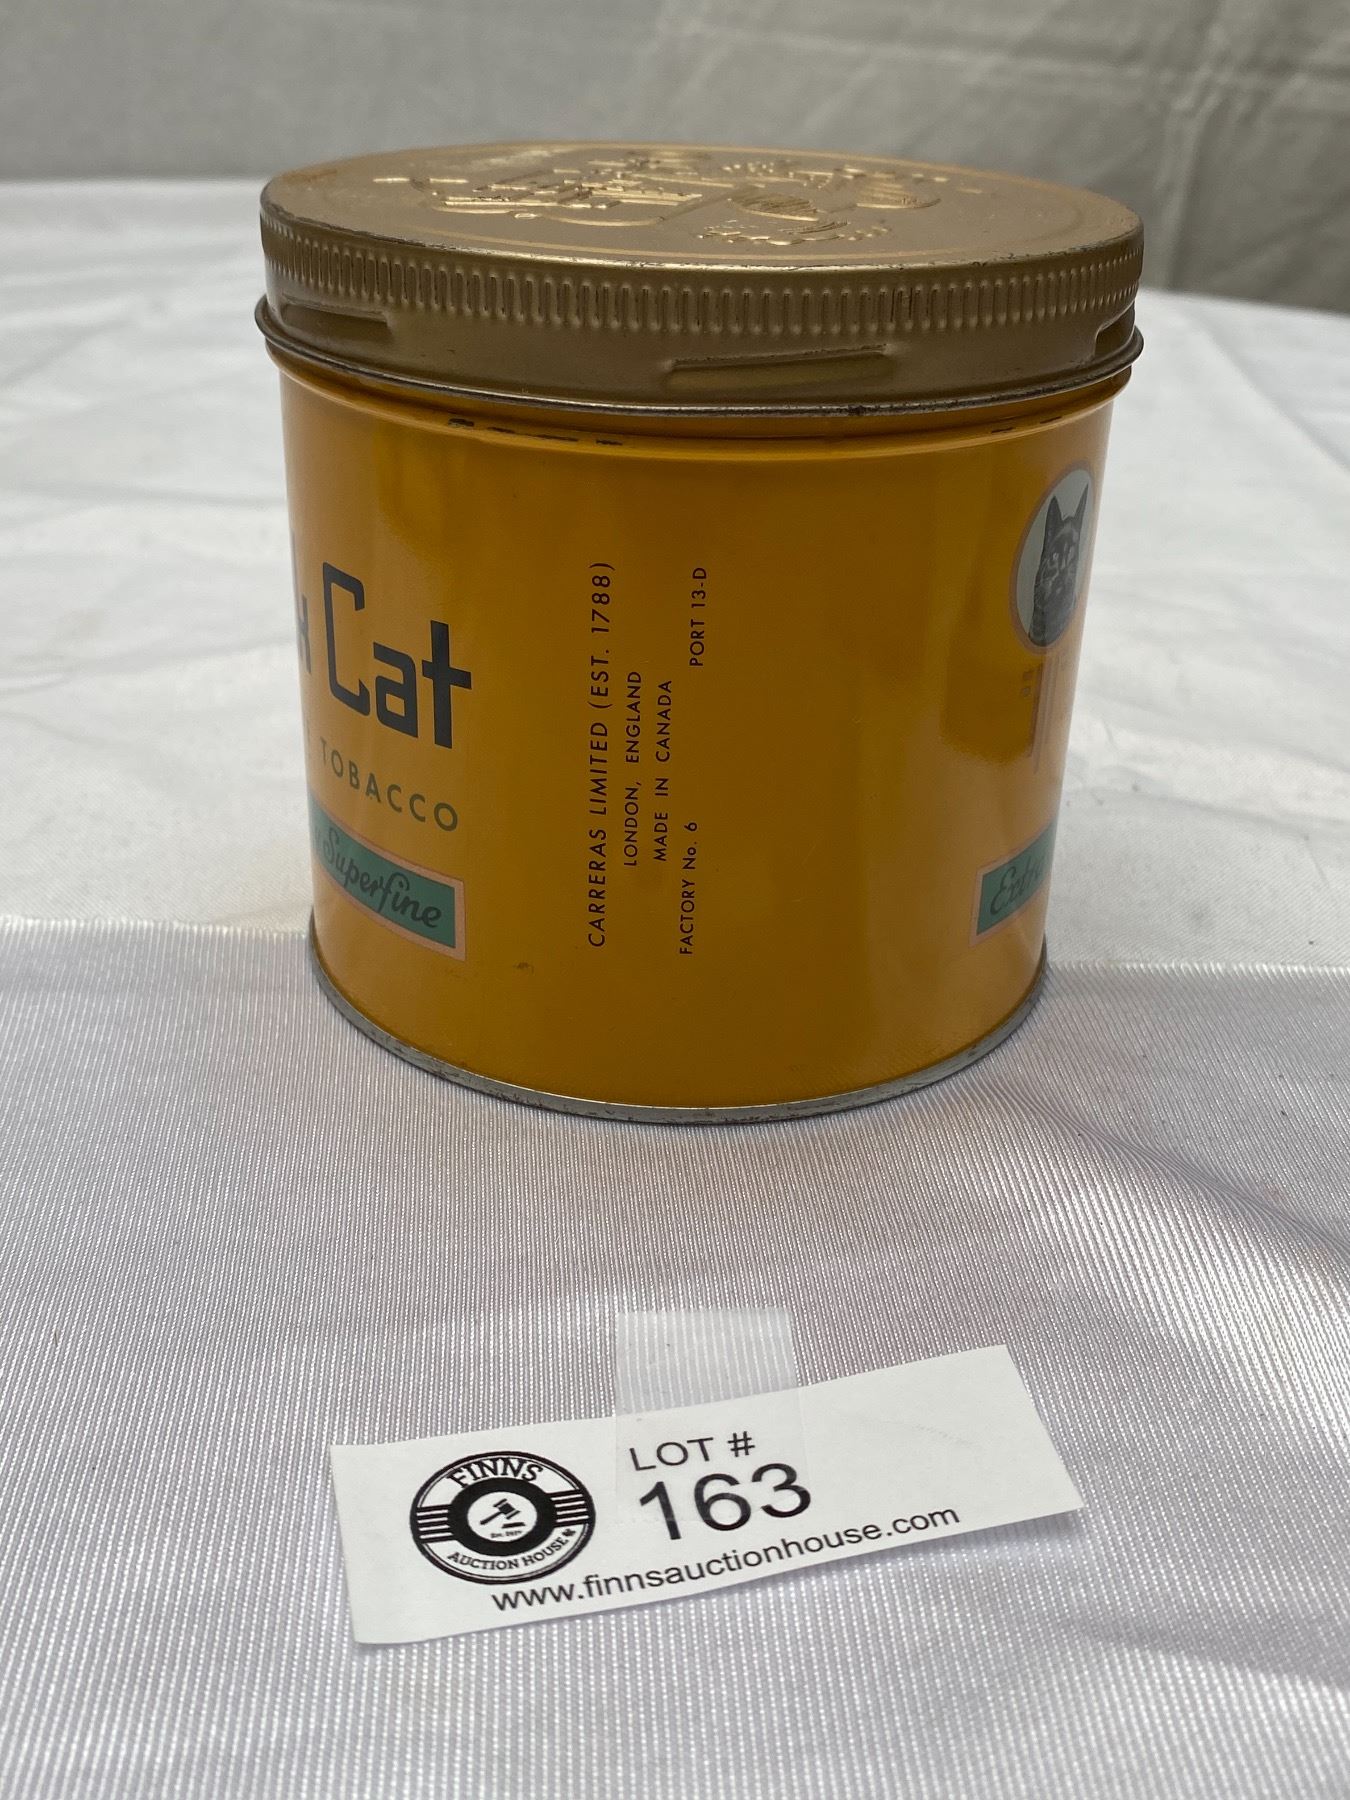 Cat
TOBACCO
Superfine
CARRERAS LIMITED (EST. 1788)
LONDON, ENGLAND
MADE IN CANADA
FACTORY No. 6 PORT 13-D
FINNS
AUCTION HOUSE
LOT #
163
www.finnsauctionhouse.com